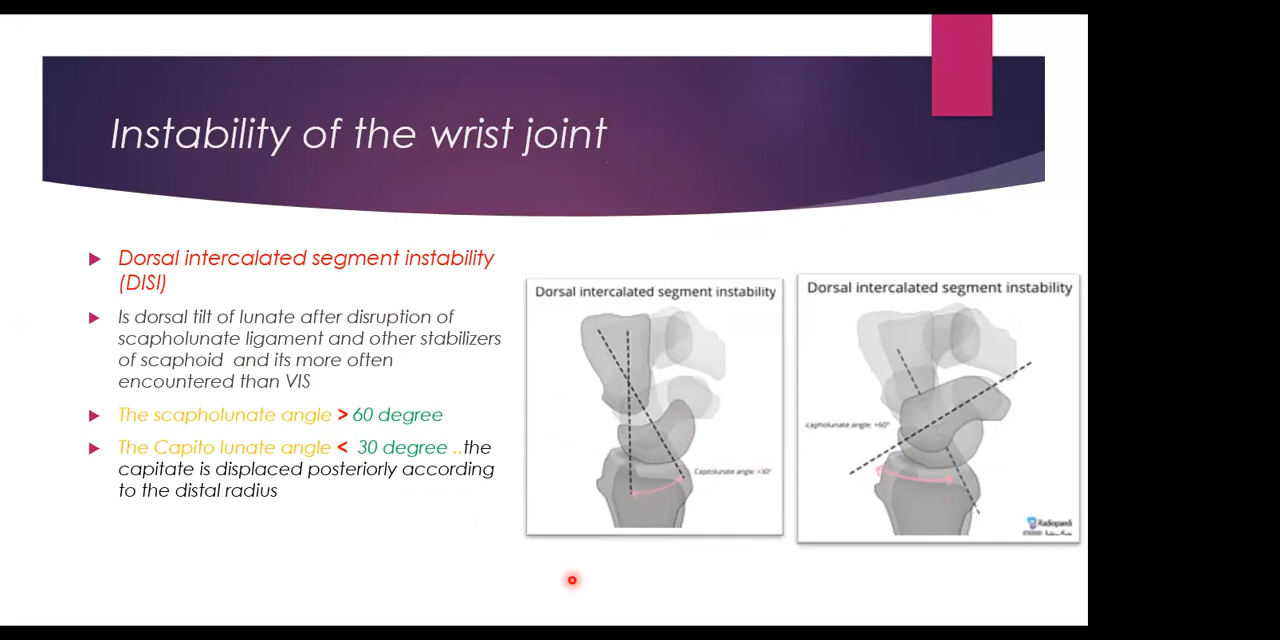 Instability of the wrist joint
Dorsal intercalated segment instability
(DISI)
Is dorsal tilt of lunate after disruption of
scapholunate ligament and other stabilizers
of scaphoid and its more often
encountered than VIS
The scapholunate angle > 60 degree
The Capito lunate angle < 30 degree ..the
capitate is displaced posteriorly according
to the distal radius
Dorsal intercalated segment instability
Capitolunate angle: >30°
Dorsal intercalated segment instability
capholunate angle: >60°
Radiopaedi